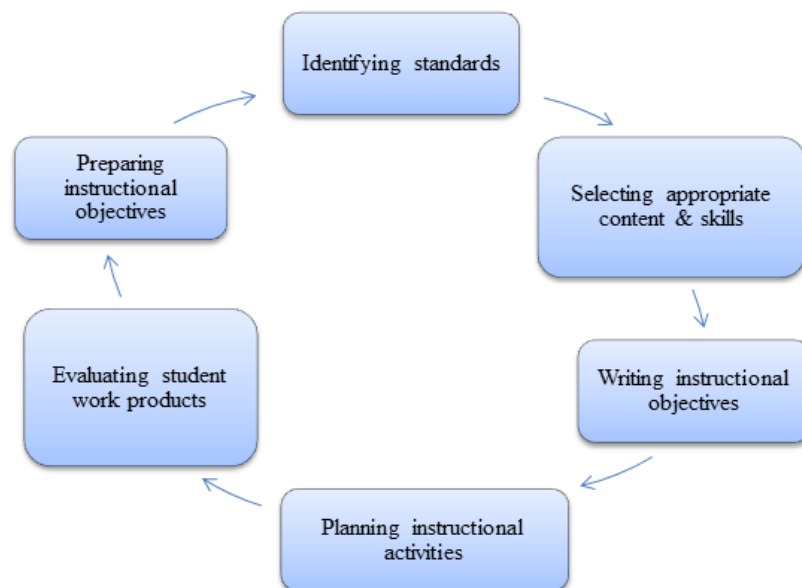 Identifying standards
Selecting appropriate
content & skills
Writing instructional
objectives
Planning instructional
activities
Evaluating student
work products
Preparing
instructional
objectives